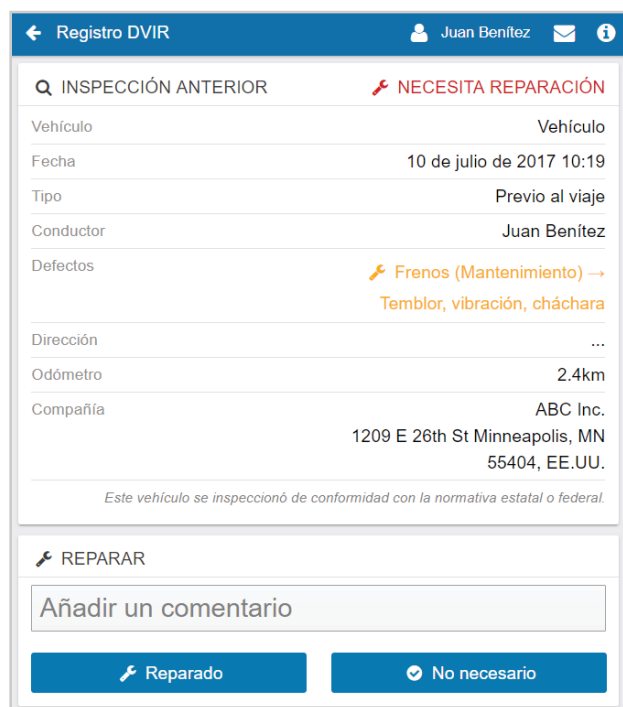 Registro DVIR Juan Benítez
INSPECCIÓN ANTERIOR NECESITA REPARACIÓN
Vehículo Vehículo
Fecha 10 de julio de 2017 10:19
Tipo Previo al viaje
Conductor Juan Benítez
Defectos Frenos (Mantenimiento) →
Temblor, vibración, cháchara
Dirección ...
Odómetro 2.4km
Compañía ABC Inc.
1209 E 26th St Minneapolis, MN
55404, EE.UU.
Este vehículo se inspeccionó de conformidad con la normativa estatal o federal.
REPARAR
Añadir un comentario
Reparado No necesario